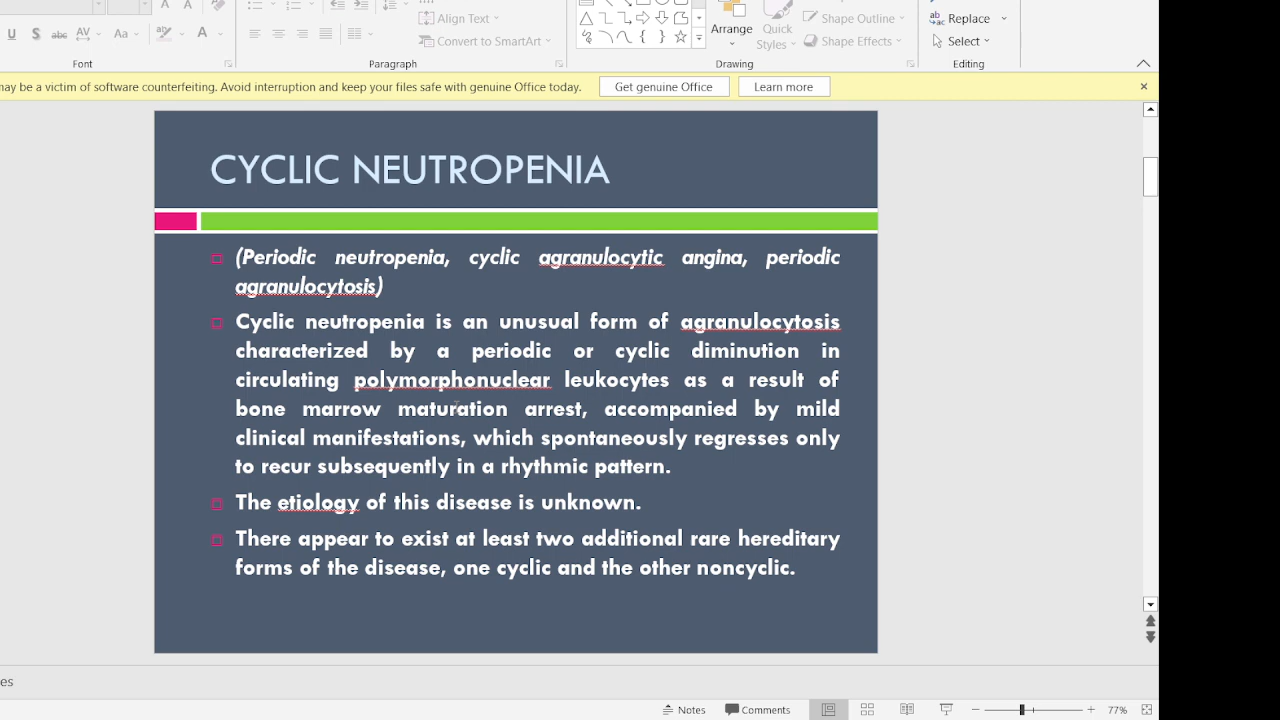 Align Text
Shape Outline
Replace
Arrange
Quick
Styles
abc
AV
Aa
A
Convert to SmartArt
Shape Effects
Select
Font
Paragraph
Drawing
Editing
may be a victim of software counterfeiting. Avoid interruption and keep your files safe with genuine Office today.
Get genuine Office
Learn more
CYCLIC NEUTROPENIA
(Periodic neutropenia, cyclic agranulocytic angina, periodic
agranulocytosis)
Cyclic neutropenia is an unusual form of agranulocytosis
characterized by a periodic or cyclic diminution in
circulating polymorphonuclear leukocytes as a result of
bone marrow maturation arrest, accompanied by mild
clinical manifestations, which spontaneously regresses only
to recur subsequently in a rhythmic pattern.
The etiology of this disease is unknown.
There appear to exist at least two additional rare hereditary
forms of the disease, one cyclic and the other noncyclic.
es
Notes
Comments
77%